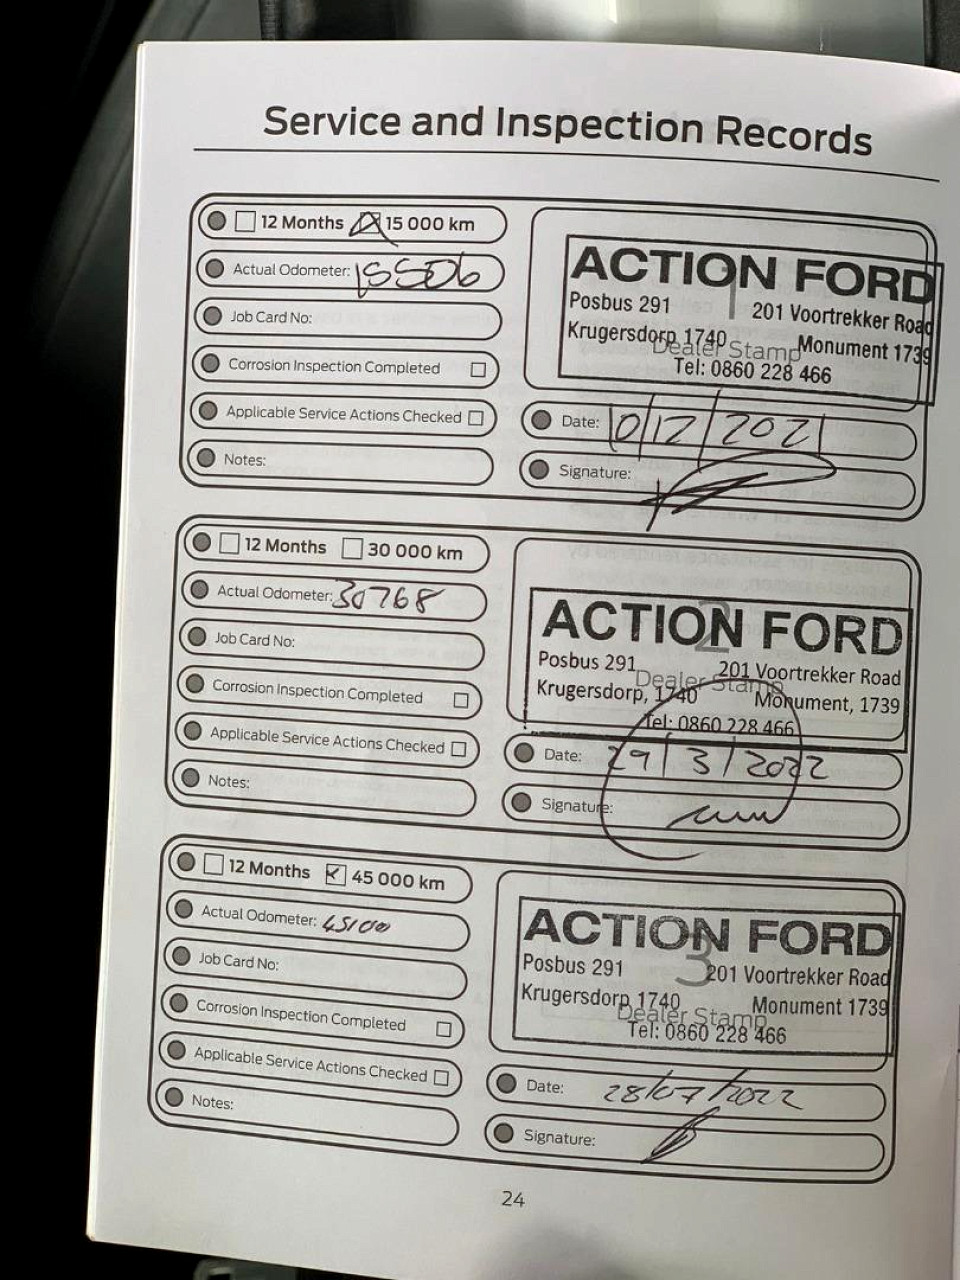 Service and Inspection Records
12 Months 15 000 km
Actual Odometer: 15506
Job Card No:
Corrosion Inspection Completed
Applicable Service Actions Checked
Notes:
1
ACTION FORD
Posbus 291 201 Voortrekker Road
Krugersdorp 1740 Monument 1739
Dealer Stamp
Tel: 0860 228 466
Date: 10/12/2021
Signature:
12 Months 30 000 km
Actual Odometer: 30768
Job Card No:
Corrosion Inspection Completed
Applicable Service Actions Checked
Notes:
2
ACTION FORD
Posbus 291 201 Voortrekker Road
Dealer Stamp
Krugersdorp, 1740 Monument, 1739
Tel: 0860 228 466
Date: 29/3/2022
Signature:
12 Months 45 000 km
Actual Odometer: 45100
Job Card No:
Corrosion Inspection Completed
Applicable Service Actions Checked
Notes:
3
ACTION FORD
Posbus 291 201 Voortrekker Road
Krugersdorp 1740 Monument 1739
Dealer Stamp
Tel: 0860 228 466
Date: 28/07/2022
Signature:
24